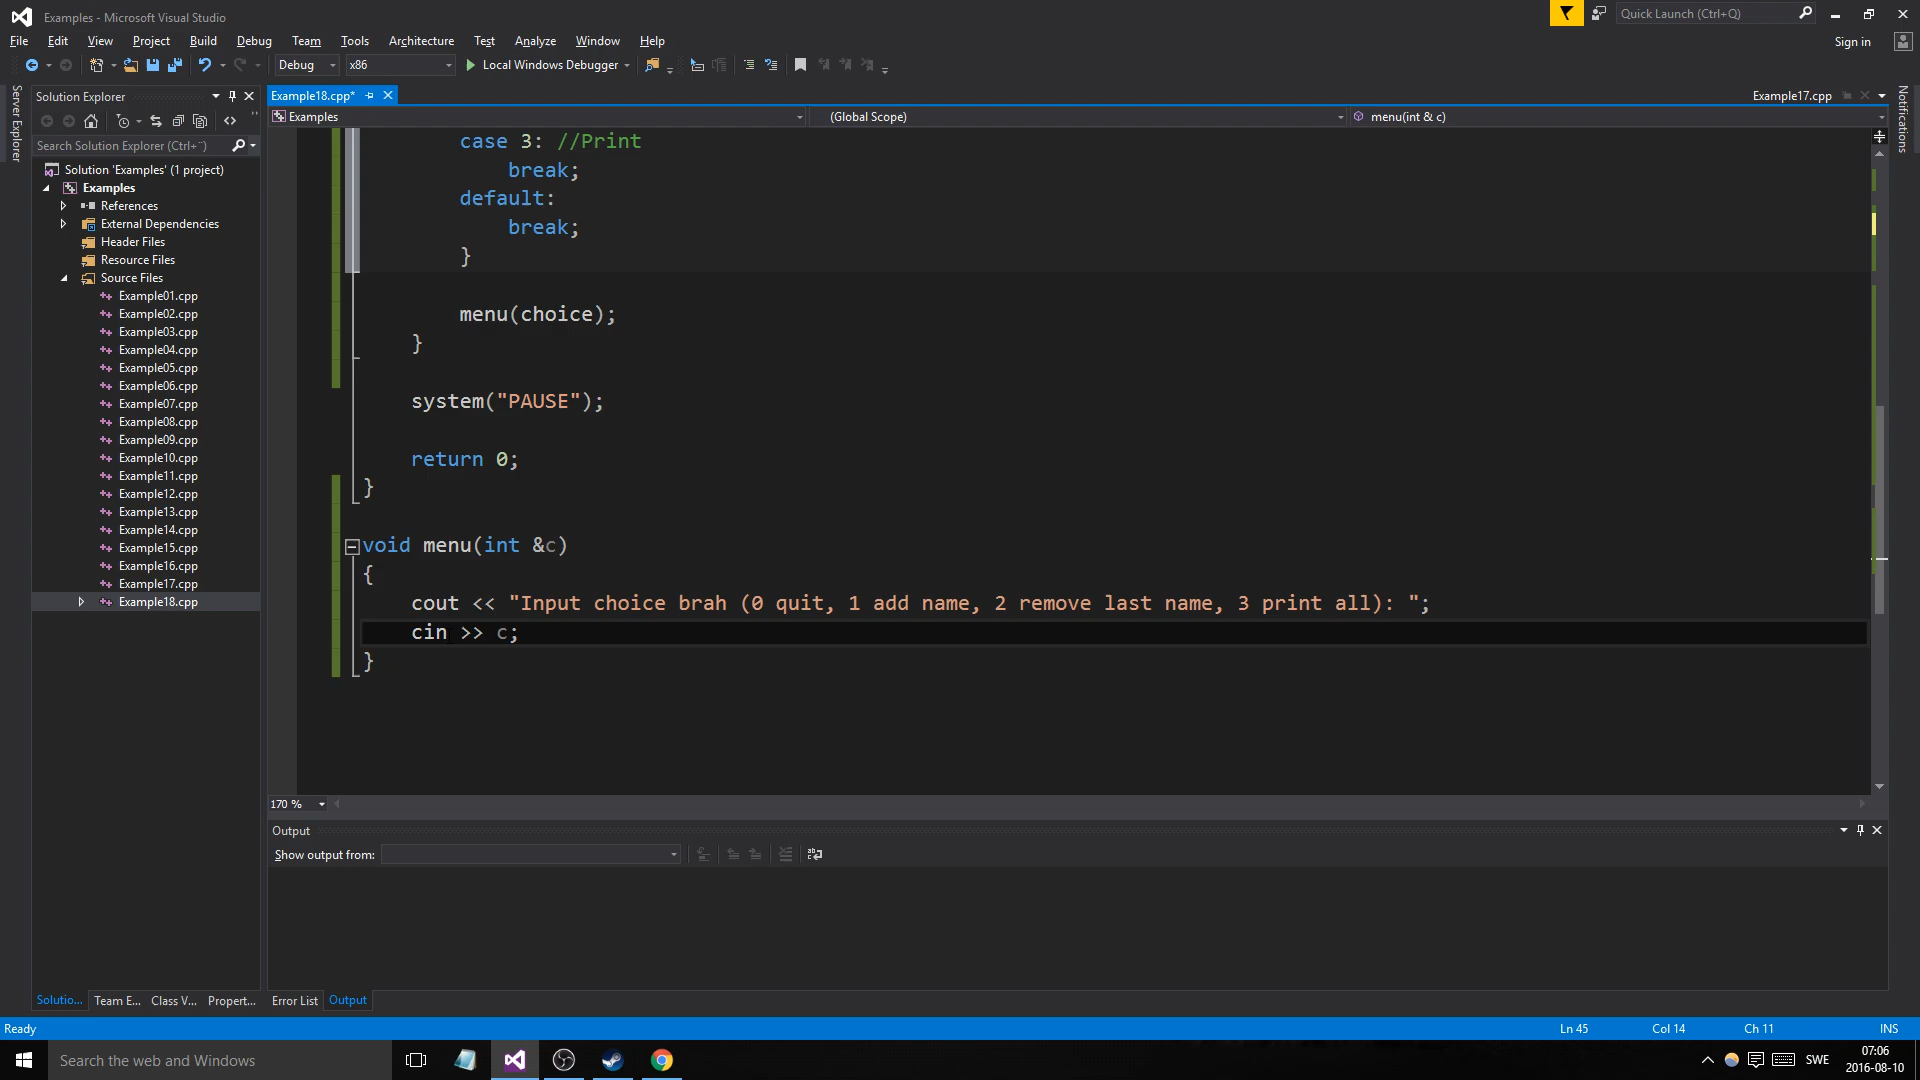 Examples - Microsoft Visual Studio
Quick Launch (Ctrl+Q)
File Edit View Project Build Debug Team Tools Architecture Test Analyze Window Help
Sign in
Debug x86 Local Windows Debugger
Server Explorer
Solution Explorer
Example18.cpp*
Example17.cpp
Notifications
Examples
(Global Scope)
menu(int & c)
Search Solution Explorer (Ctrl+¨)
Solution 'Examples' (1 project)
Examples
References
External Dependencies
Header Files
Resource Files
Source Files
Example01.cpp
Example02.cpp
Example03.cpp
Example04.cpp
Example05.cpp
Example06.cpp
Example07.cpp
Example08.cpp
Example09.cpp
Example10.cpp
Example11.cpp
Example12.cpp
Example13.cpp
Example14.cpp
Example15.cpp
Example16.cpp
Example17.cpp
Example18.cpp
case 3: //Print
break;
default:
break;
}
menu(choice);
}
system("PAUSE");
return 0;
}
void menu(int &c)
{
cout << "Input choice brah (0 quit, 1 add name, 2 remove last name, 3 print all): ";
cin >> c;
}
170 %
Output
Show output from:
Solutio... Team E... Class V... Propert...
Error List Output
Ready
Ln 45 Col 14 Ch 11 INS
Search the web and Windows
SWE
07:06
2016-08-10